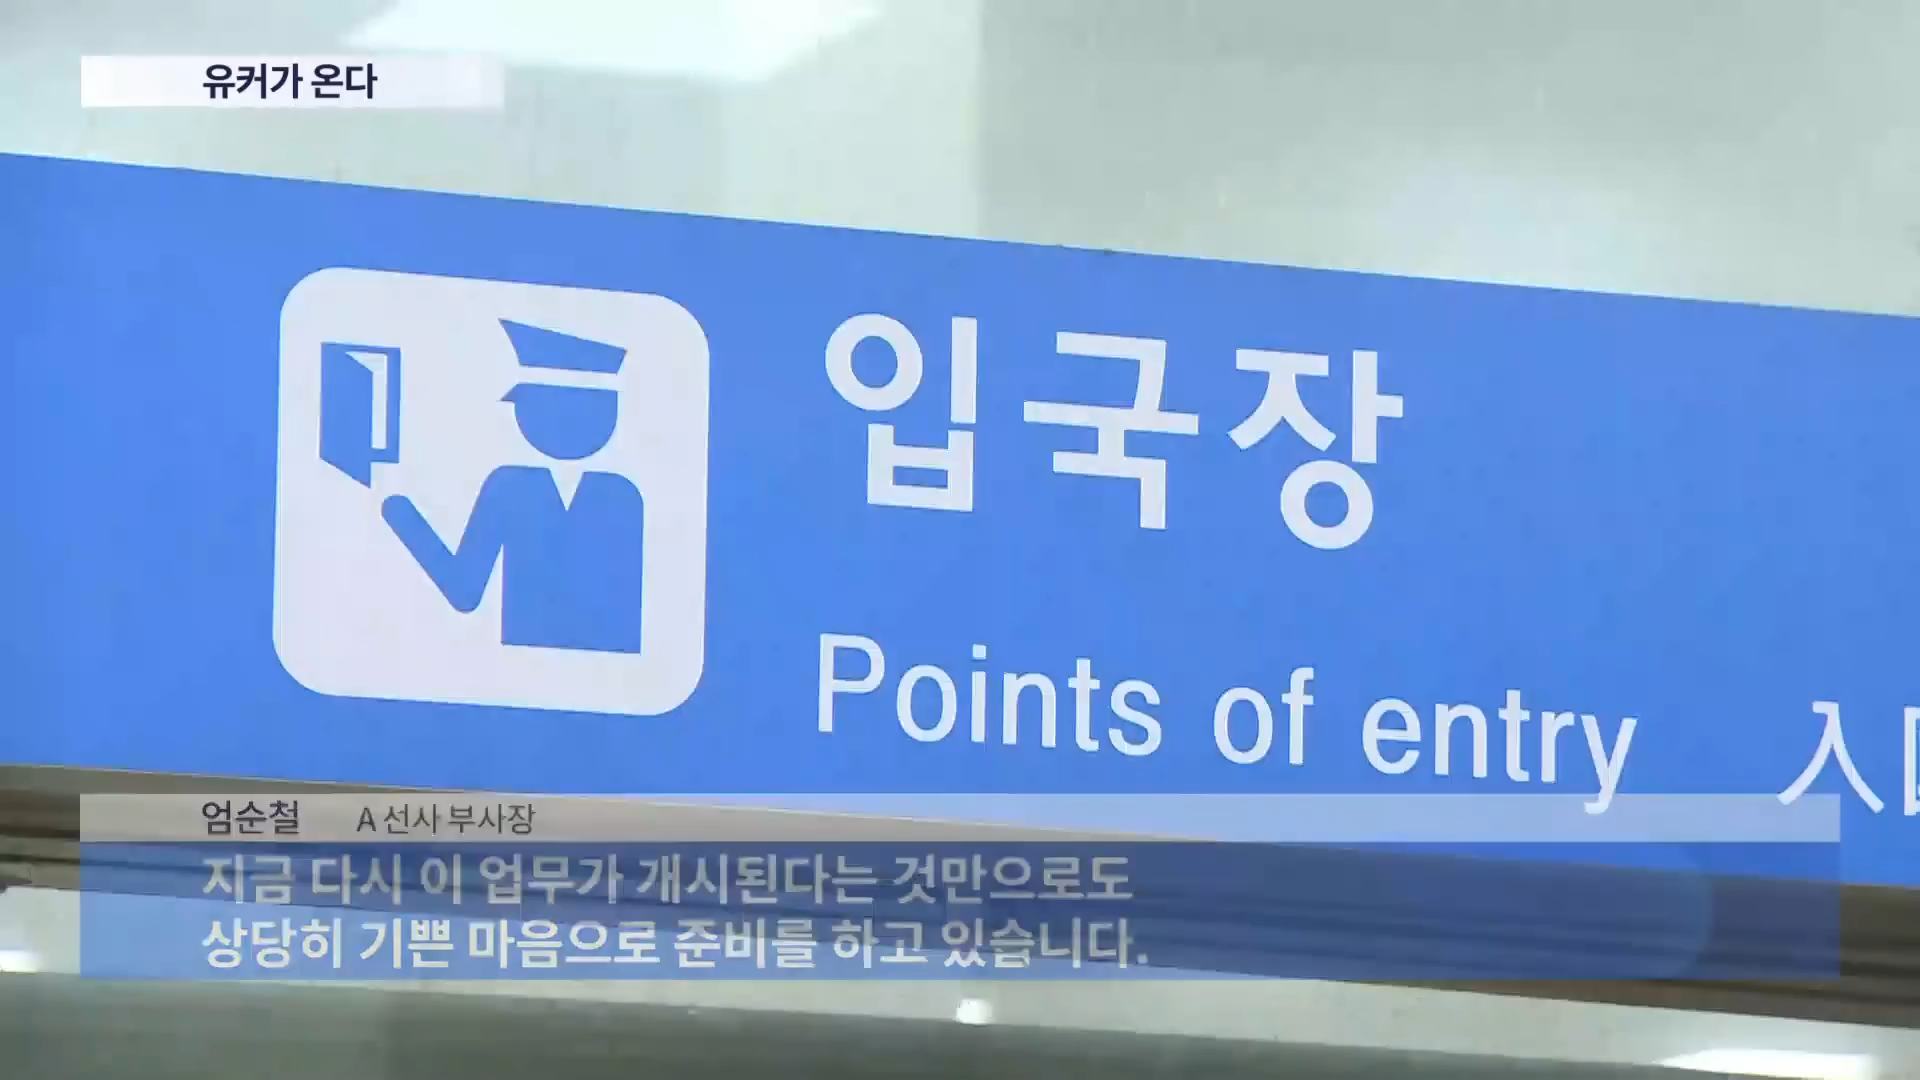 유커가 온다
입국장
Points of entry 入
엄순철 A 선사 부사장
지금 다시 이 업무가 개시된다는 것만으로도
상당히 기쁜 마음으로 준비를 하고 있습니다.